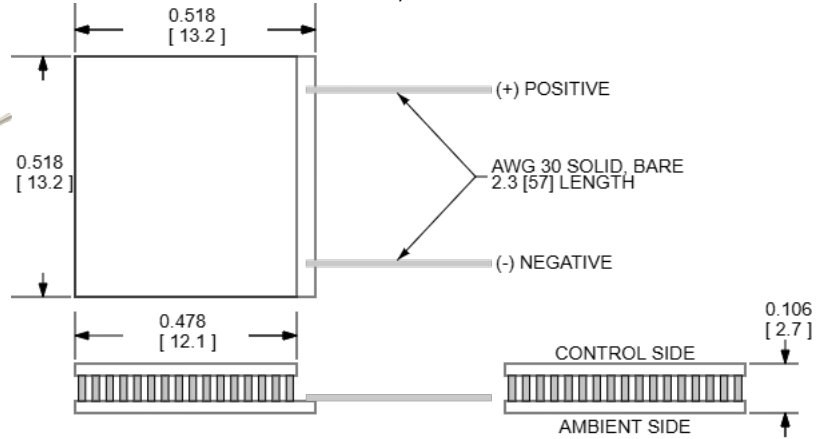 0.518
[ 13.2 ]
(+) POSITIVE
0.518
[ 13.2 ]
AWG 30 SOLID, BARE
2.3 [57] LENGTH
(-) NEGATIVE
0.478
[ 12.1 ]
0.106
[ 2.7 ]
CONTROL SIDE
AMBIENT SIDE